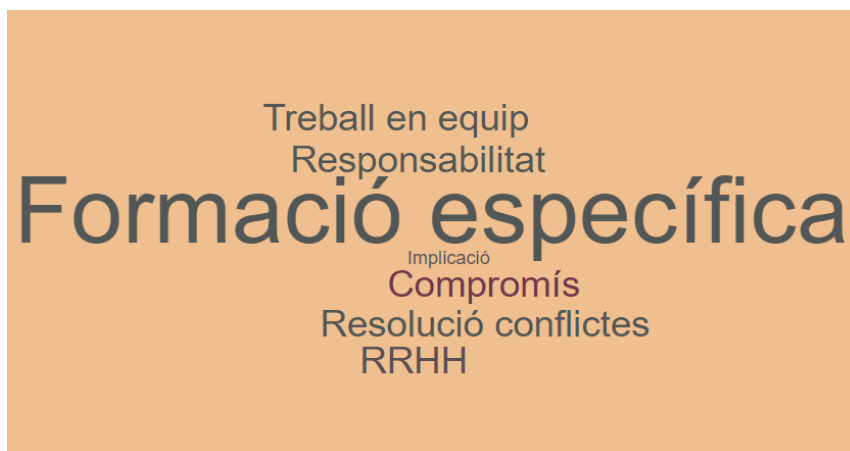 Treball en equip
Responsabilitat
Formació específica
Implicació
Compromís
Resolució conflictes
RRHH